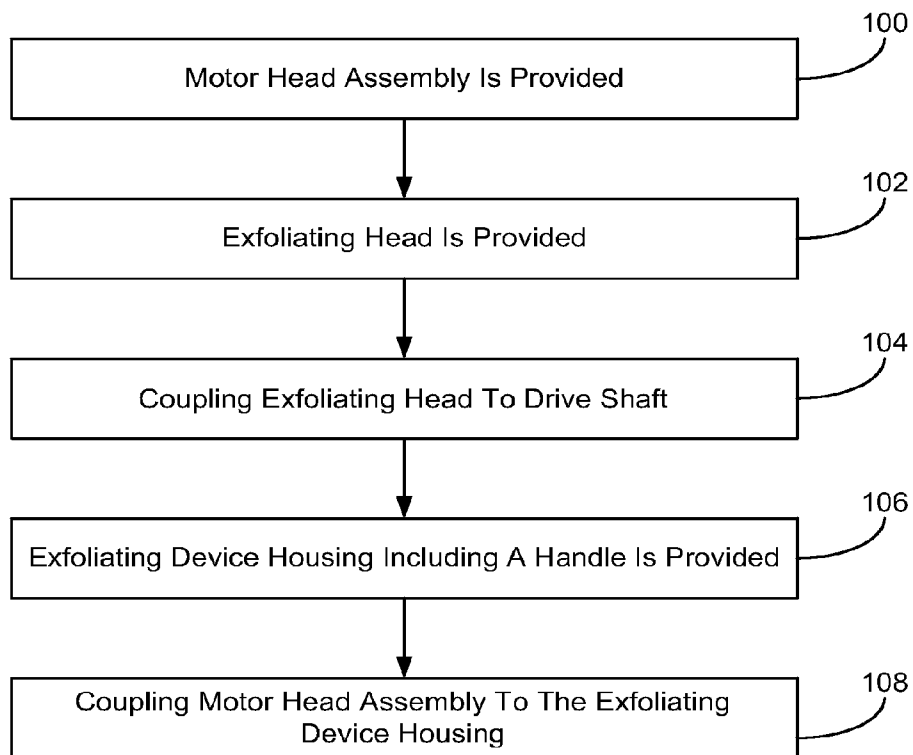 100
Motor Head Assembly Is Provided
102
Exfoliating Head Is Provided
104
Coupling Exfoliating Head To Drive Shaft
106
Exfoliating Device Housing Including A Handle Is Provided
108
Coupling Motor Head Assembly To The Exfoliating
Device Housing